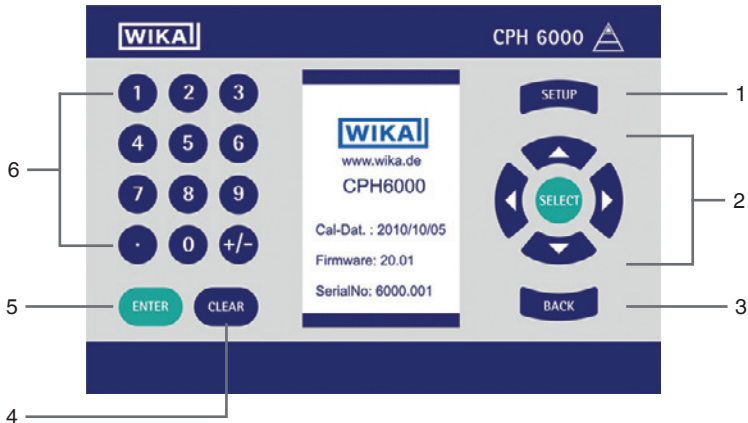 WIKA
CPH 6000
1 2 3
4 5 6
7 8 9
· 0 +/-
ENTER CLEAR
WIKA
www.wika.de
CPH6000
Cal-Dat. : 2010/10/05
Firmware: 20.01
SerialNo: 6000.001
SETUP
SELECT
BACK
1
2
3
4
5
6